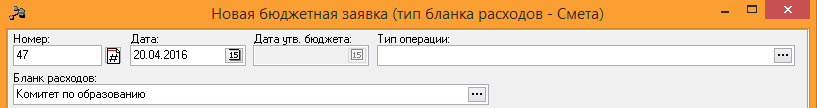 Новая бюджетная заявка (тип бланка расходов - Смета)
Номер: Дата: Дата утв. бюджета: Тип операции:
47 # 20.04.2016 15 15 ...
Бланк расходов:
Комитет по образованию ...